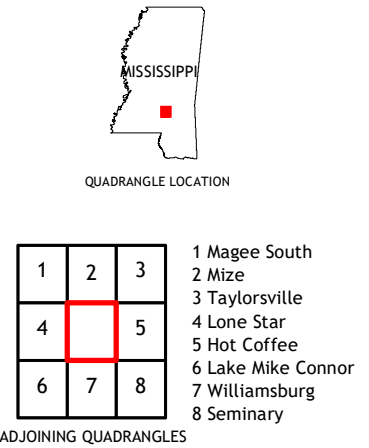 MISSISSIPPI
QUADRANGLE LOCATION
1 2 3
4 5
6 7 8
1 Magee South
2 Mize
3 Taylorsville
4 Lone Star
5 Hot Coffee
6 Lake Mike Connor
7 Williamsburg
8 Seminary
ADJOINING QUADRANGLES